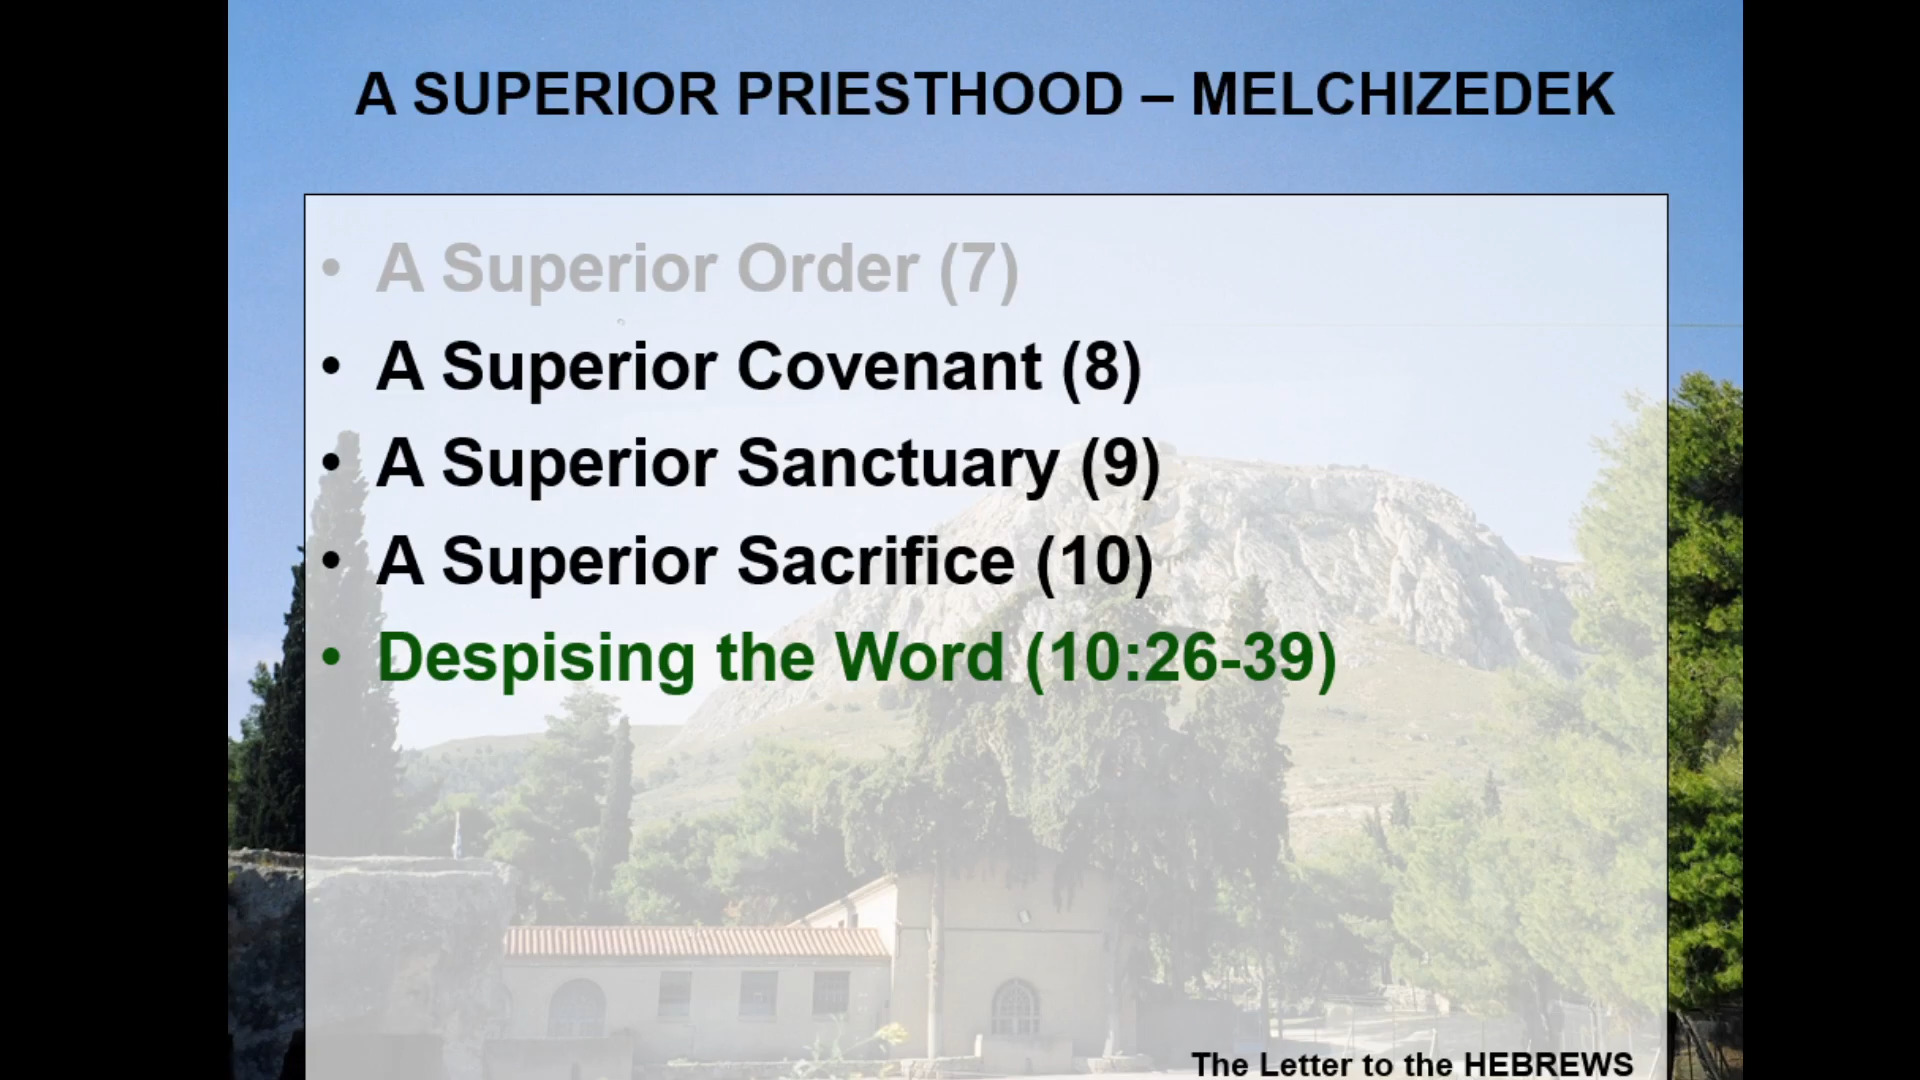 A SUPERIOR PRIESTHOOD – MELCHIZEDEK
• A Superior Order (7)
• A Superior Covenant (8)
• A Superior Sanctuary (9)
• A Superior Sacrifice (10)
• Despising the Word (10:26-39)
The Letter to the HEBREWS